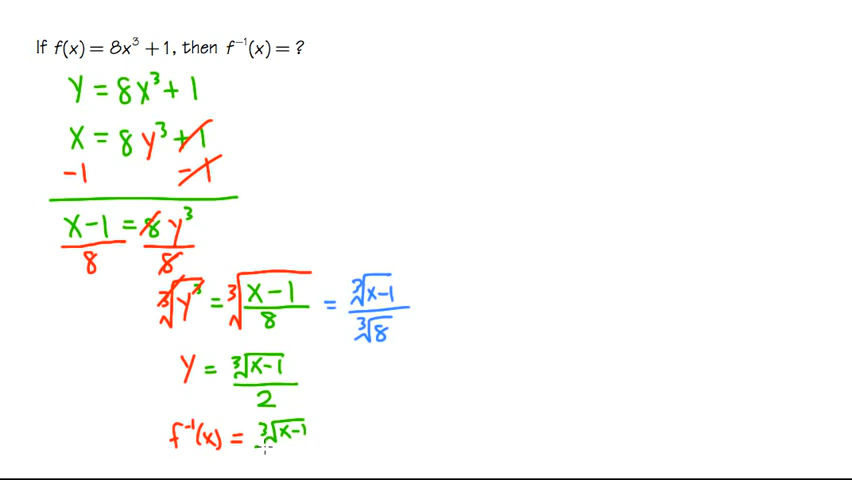 If f(x) = 8x³ + 1, then f⁻¹(x) = ?
y = 8x³ + 1
x = 8y³ + 1
-1 -1
x-1 = 8y³
8 8
∛y³ = ∛(x-1)/8 = ∛x-1/∛8
y = ∛x-1/2
f⁻¹(x) = ∛x-1